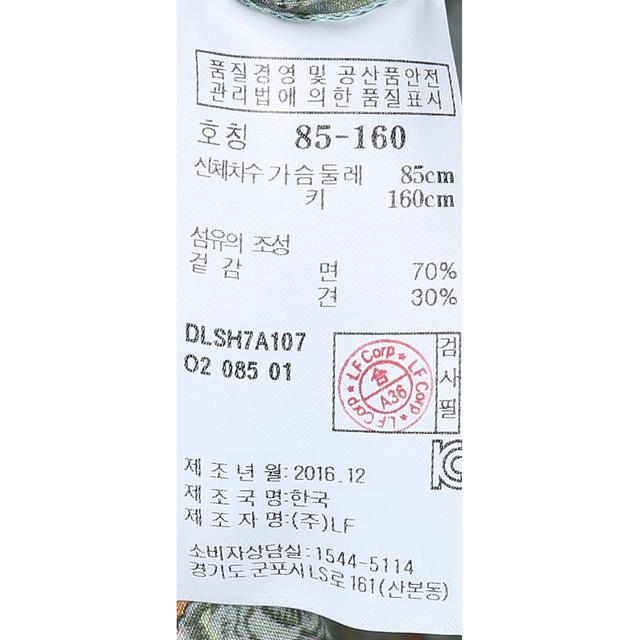 품질경영 및 공산품안전
관리법에 의한 품질표시
호칭 85-160
신체치수 가슴둘레 85cm
키 160cm
섬유의 조성
겉감 면 70%
견 30%
DLSH7A107
02 085 01
LF Corp ★ LF Corp ★ LF Corp
合
A36
검사필
제조년월:2016.12
제조국명:한국
제조자명:(주)LF
소비자상담실:1544-5114
경기도 군포시 LS로 161(산본동)